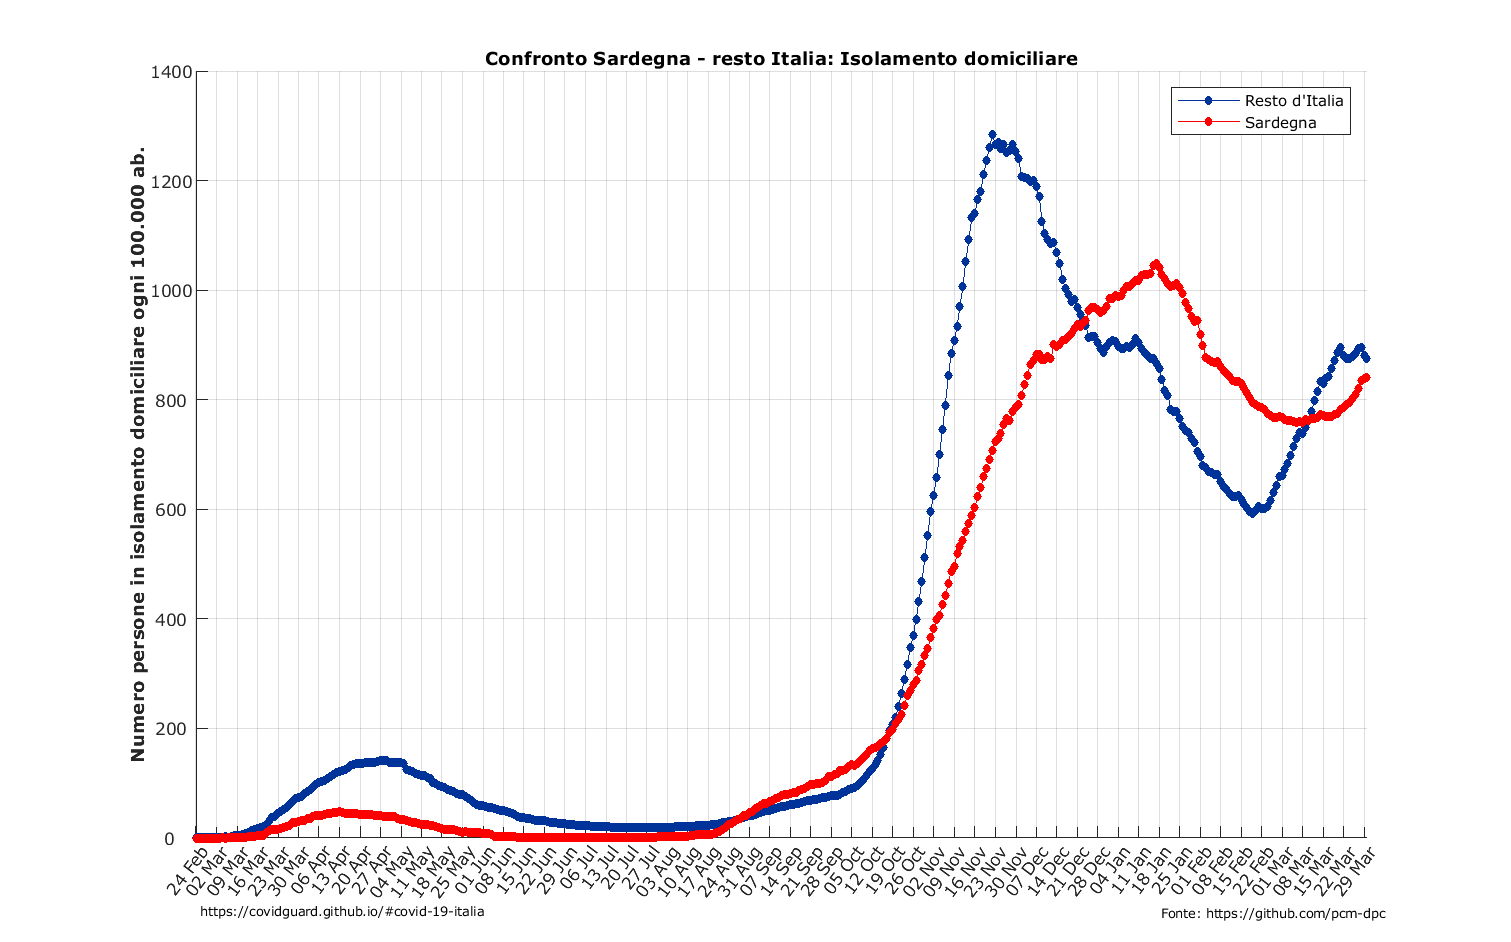 Confronto Sardegna - resto Italia: Isolamento domiciliare
Numero persone in isolamento domiciliare ogni 100.000 ab.
1400
1200
1000
800
600
400
200
0
Resto d'Italia
Sardegna
24 Feb
02 Mar
09 Mar
16 Mar
23 Mar
30 Mar
06 Apr
13 Apr
20 Apr
27 Apr
04 May
11 May
18 May
25 May
01 Jun
08 Jun
15 Jun
22 Jun
29 Jun
06 Jul
13 Jul
20 Jul
27 Jul
03 Aug
10 Aug
17 Aug
24 Aug
31 Aug
07 Sep
14 Sep
21 Sep
28 Sep
05 Oct
12 Oct
19 Oct
26 Oct
02 Nov
09 Nov
16 Nov
23 Nov
30 Nov
07 Dec
14 Dec
21 Dec
28 Dec
04 Jan
11 Jan
18 Jan
25 Jan
01 Feb
08 Feb
15 Feb
22 Feb
01 Mar
08 Mar
15 Mar
22 Mar
29 Mar
https://covidguard.github.io/#covid-19-italia
Fonte: https://github.com/pcm-dpc